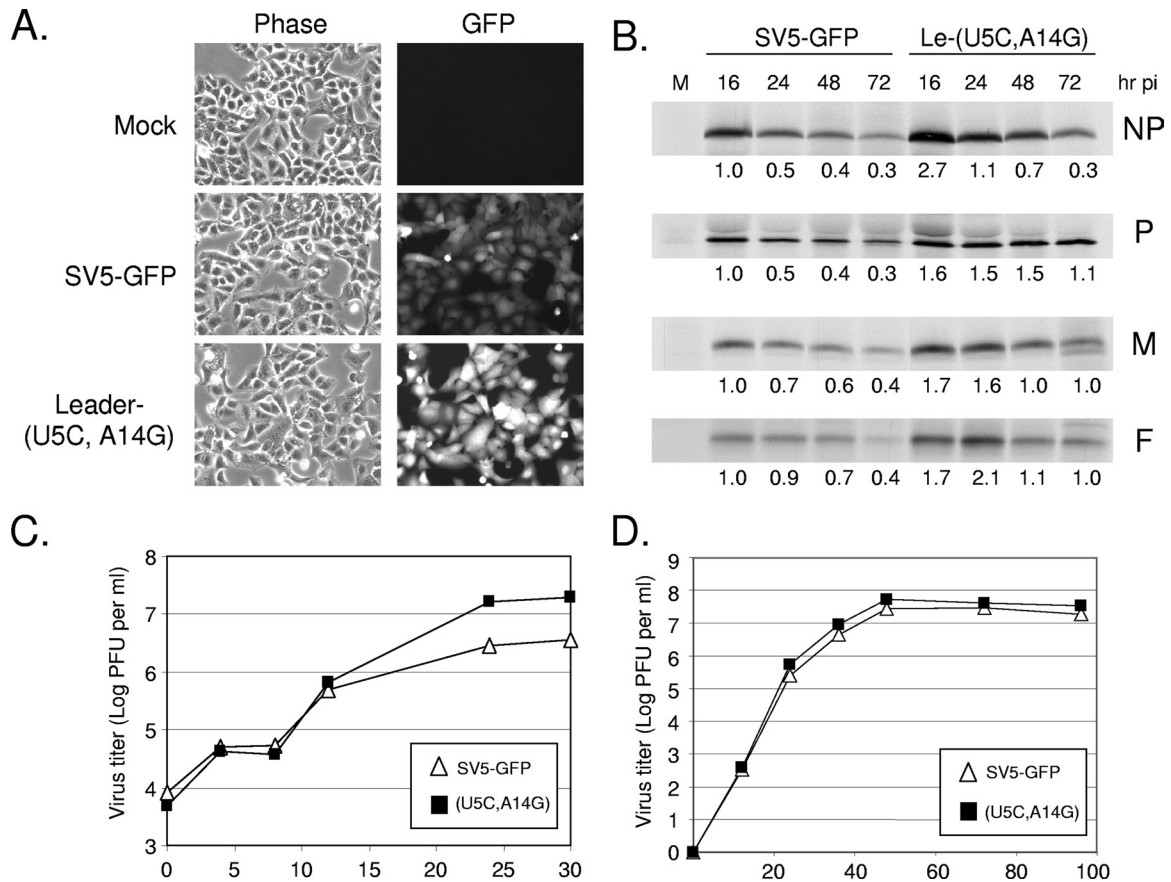 A.
Phase GFP
Mock
SV5-GFP
Leader-
(U5C, A14G)
B.
SV5-GFP Le-(U5C,A14G)
M 16 24 48 72 16 24 48 72 hr pi
NP
1.0 0.5 0.4 0.3 2.7 1.1 0.7 0.3
P
1.0 0.5 0.4 0.3 1.6 1.5 1.5 1.1
M
1.0 0.7 0.6 0.4 1.7 1.6 1.0 1.0
F
1.0 0.9 0.7 0.4 1.7 2.1 1.1 1.0
C.
Virus titer (Log PFU per ml)
8
7
6
5
4
3
0 5 10 15 20 25 30
SV5-GFP
(U5C,A14G)
D.
Virus titer (Log PFU per ml)
9
8
7
6
5
4
3
2
1
0
20 40 60 80 100
SV5-GFP
(U5C,A14G)